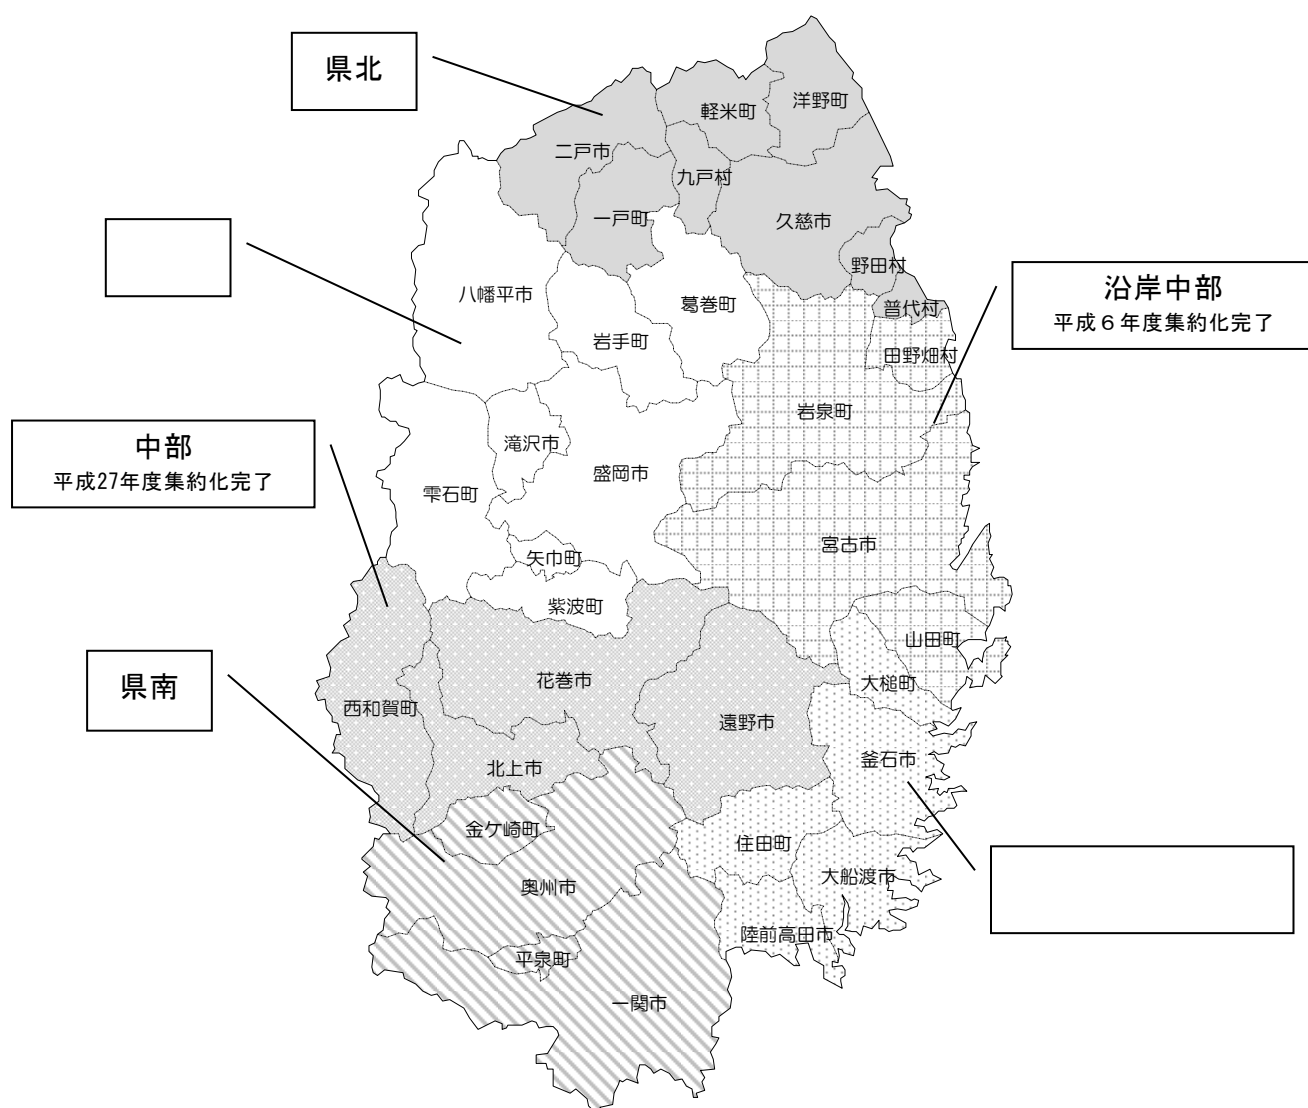 県北
洋野町
軽米町
二戸市
九戸村
一戸町
久慈市
野田村
沿岸中部
平成６年度集約化完了
八幡平市
葛巻町
普代村
岩手町
田野畑村
岩泉町
中部
平成27年度集約化完了
滝沢市
盛岡市
雫石町
宮古市
矢巾町
紫波町
山田町
県南
花巻市
大槌町
西和賀町
遠野市
釜石市
北上市
金ケ崎町
住田町
奥州市
大船渡市
陸前高田市
平泉町
一関市